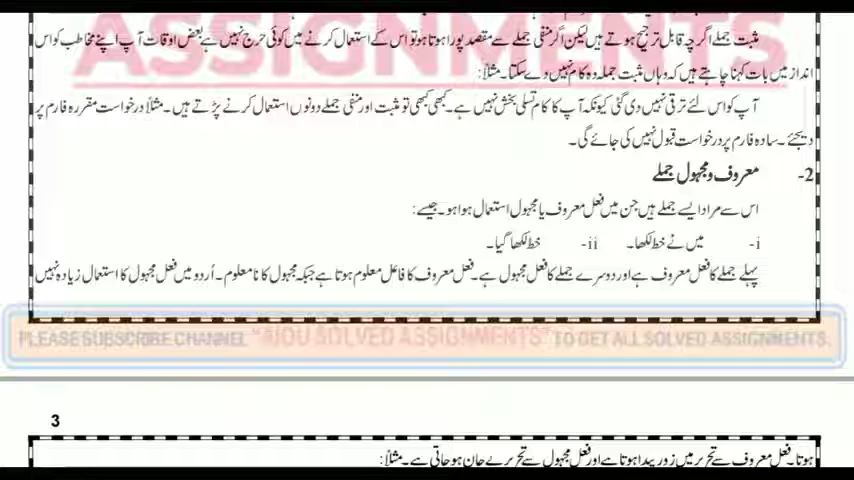 ASSIGNMENTS
مثبت جملے اگرچہ قابل ترجیح ہوتے ہیں لیکن اگر منفی جملے سے مقصد پورا ہوتا ہو تو اس کے استعمال کرنے میں کوئی حرج نہیں ہے بعض اوقات آپ اپنے مخاطب کو اس
انداز میں بات کہنا چاہتے ہیں کہ وہاں مثبت جملہ وہ کام نہیں دے سکتا۔ مثلاً:
آپ کو اس لئے ترقی نہیں دی گئی کیونکہ آپ کا کام تسلی بخش نہیں ہے۔ کبھی کبھی تو مثبت اور منفی جملے دونوں استعمال کرنے پڑتے ہیں۔ مثلاً درخواست مقررہ فارم پر
دیجئے۔ سادہ فارم پر درخواست قبول نہیں کی جائے گی۔
2- معروف و مجہول جملے
اس سے مراد ایسے جملے ہیں جن میں فعل معروف یا مجہول استعمال ہوا ہو۔ جیسے:
i- میں نے خط لکھا۔ ii- خط لکھا گیا۔
پہلے جملے کا فعل معروف ہے اور دوسرے جملے کا فعل مجہول ہے۔ فعل معروف کا فاعل معلوم ہوتا ہے جبکہ مجہول کا نامعلوم۔ اُردو میں فعل مجہول کا استعمال زیادہ نہیں
PLEASE SUBSCRIBE CHANNEL "AIOU SOLVED ASSIGNMENTS" TO GET ALL SOLVED ASSIGNMENTS.
3
ہوتا۔ فعل معروف سے تحریر میں زور پیدا ہوتا ہے اور فعل مجہول سے تحریر بے جان ہو جاتی ہے۔ مثلاً: